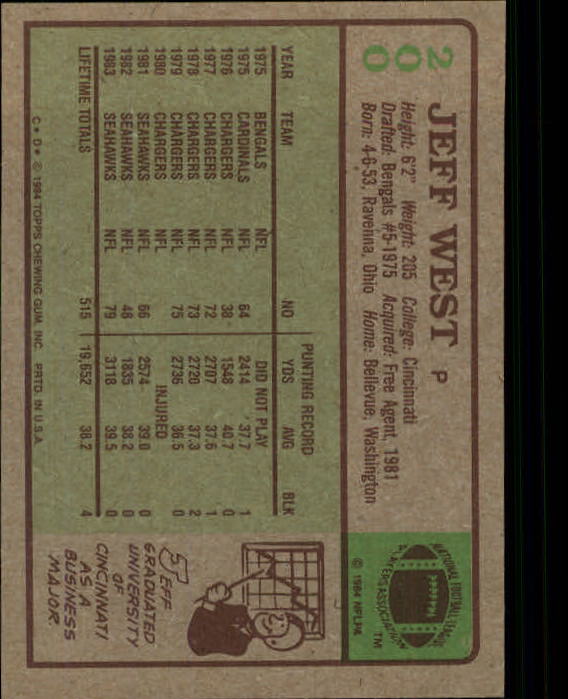 200
JEFF WEST P
Height: 6'2" Weight: 205 College: Cincinnati
Drafted: Bengals #5-1975 Acquired: Free Agent, 1981
Born: 4-6-53, Ravenna, Ohio Home: Bellevue, Washington
NATIONAL FOOTBALL LEAGUE PLAYERS ASSOCIATION
TM
© 1984 NFLPA
PUNTING RECORD
YEAR TEAM NO YDS AVG BLK
1975 BENGALS NFL DID NOT PLAY
1975 CARDINALS NFL 64 2414 37.7 1
1976 CHARGERS NFL 38 1548 40.7 0
1977 CHARGERS NFL 72 2707 37.6 1
1978 CHARGERS NFL 73 2720 37.3 2
1979 CHARGERS NFL 75 2736 36.5 0
1980 CHARGERS INJURED
1981 SEAHAWKS NFL 66 2574 39.0 0
1982 SEAHAWKS NFL 48 1835 38.2 0
1983 SEAHAWKS NFL 79 3118 39.5 0
LIFETIME TOTALS 515 19,652 38.2 4
JEFF
GRADUATED
UNIVERSITY
OF
CINCINNATI
AS A
BUSINESS
MAJOR.
C★D★ © 1984 TOPPS CHEWING GUM, INC. PRTD. IN U.S.A.